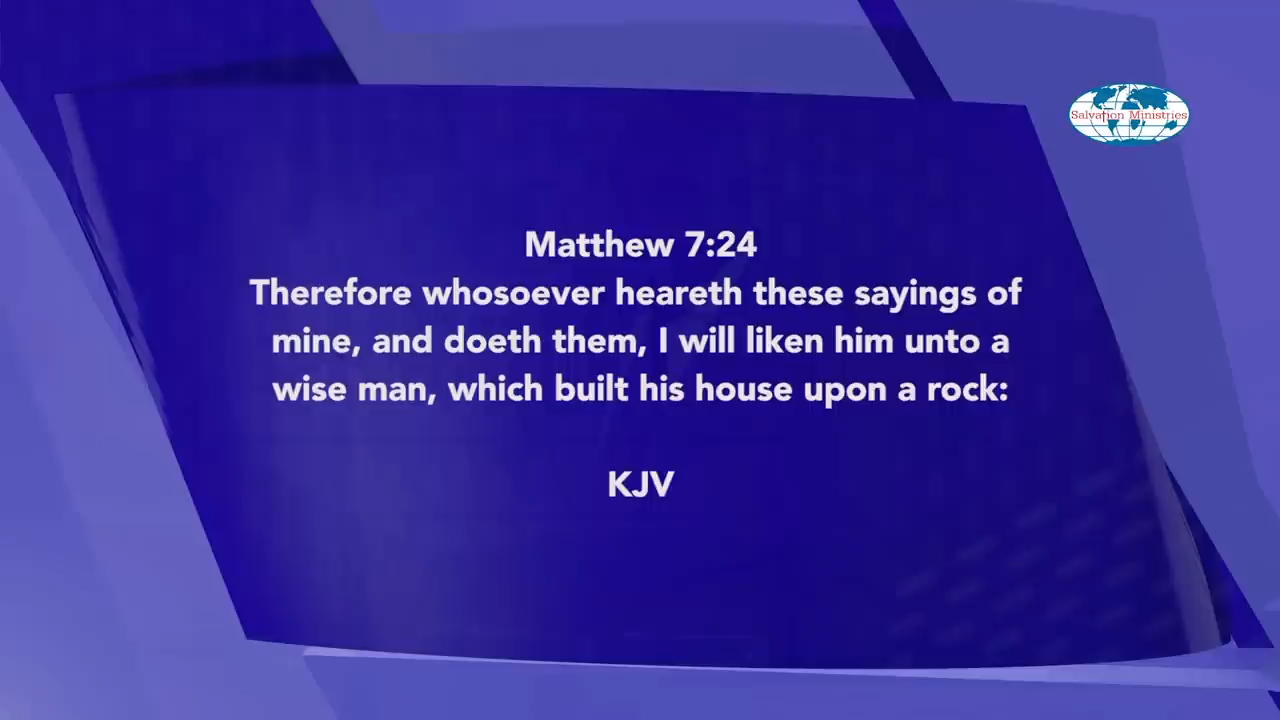 Salvation Ministries
Matthew 7:24
Therefore whosoever heareth these sayings of
mine, and doeth them, I will liken him unto a
wise man, which built his house upon a rock:
KJV